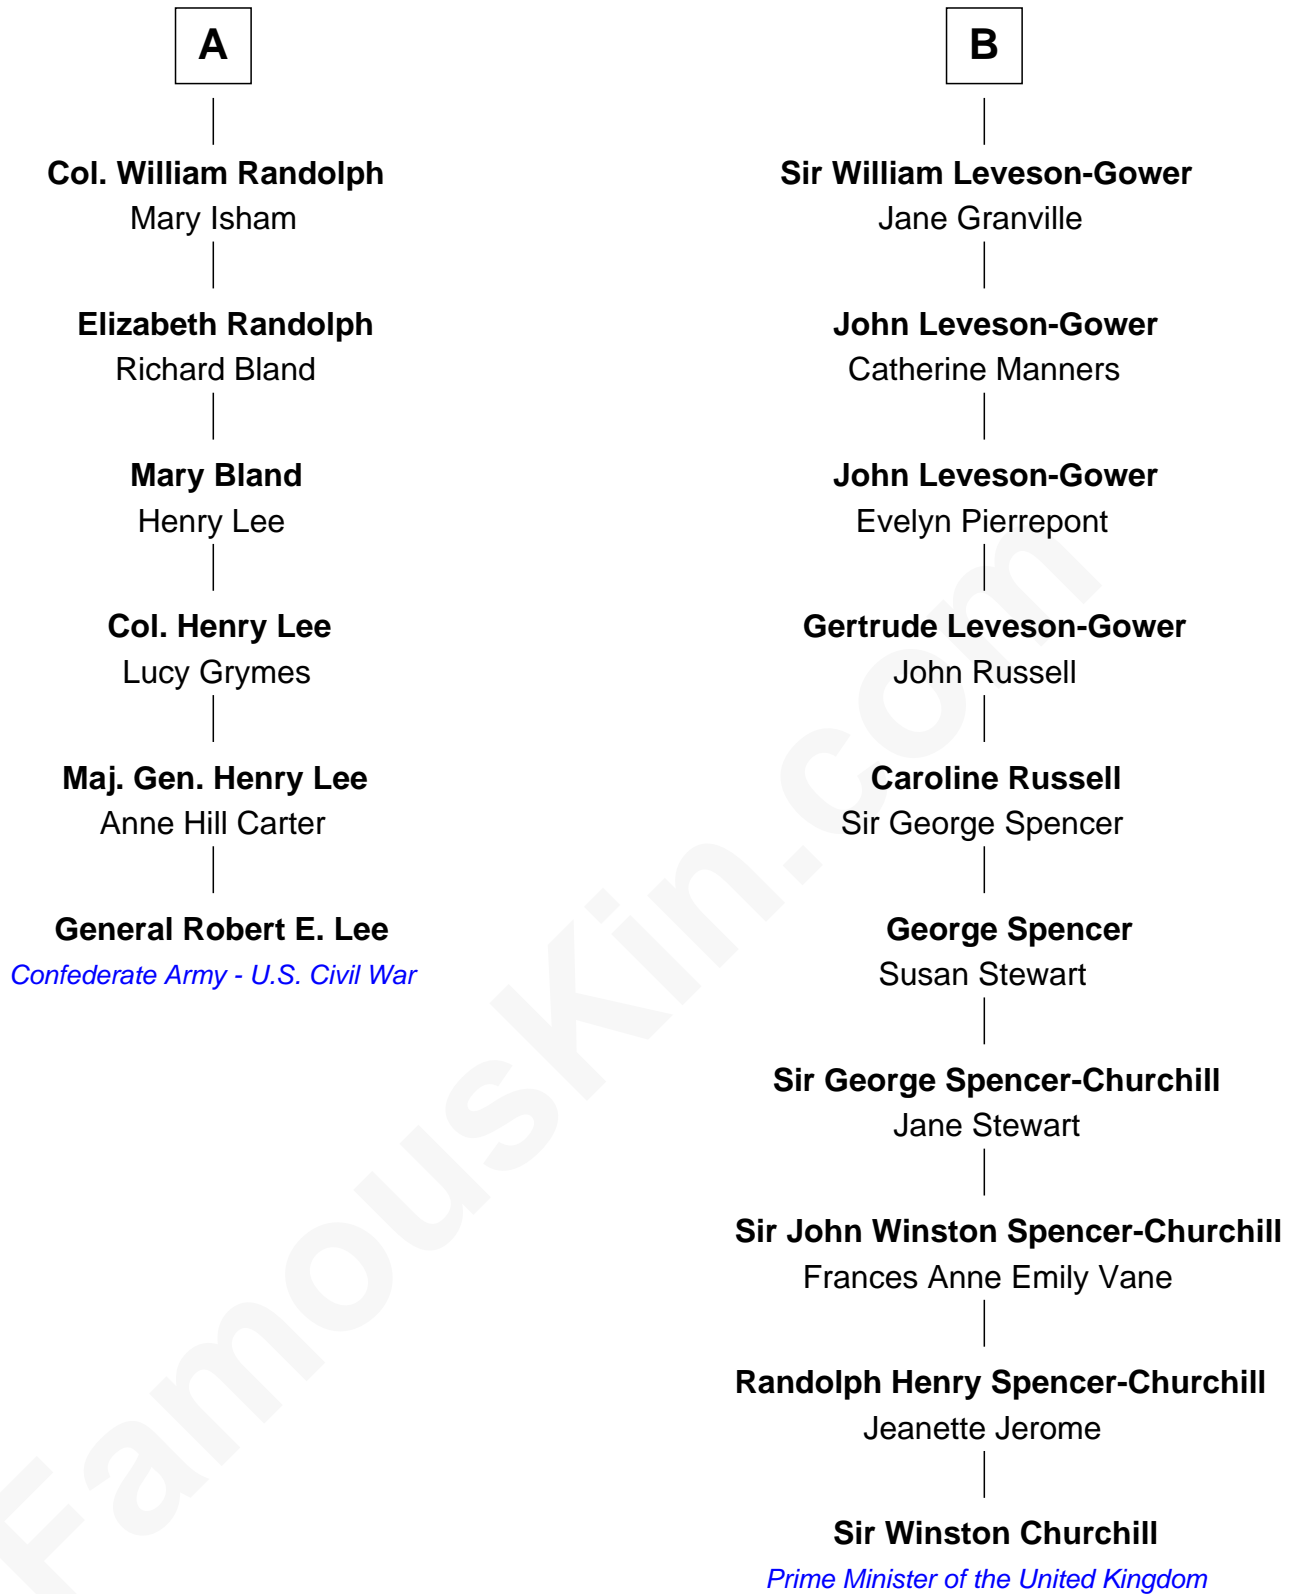 A
Col. William Randolph
Mary Isham
Elizabeth Randolph
Richard Bland
Mary Bland
Henry Lee
Col. Henry Lee
Lucy Grymes
Maj. Gen. Henry Lee
Anne Hill Carter
General Robert E. Lee
Confederate Army - U.S. Civil War
B
Sir William Leveson-Gower
Jane Granville
John Leveson-Gower
Catherine Manners
John Leveson-Gower
Evelyn Pierrepont
Gertrude Leveson-Gower
John Russell
Caroline Russell
Sir George Spencer
George Spencer
Susan Stewart
Sir George Spencer-Churchill
Jane Stewart
Sir John Winston Spencer-Churchill
Frances Anne Emily Vane
Randolph Henry Spencer-Churchill
Jeanette Jerome
Sir Winston Churchill
Prime Minister of the United Kingdom
FamousKin.com